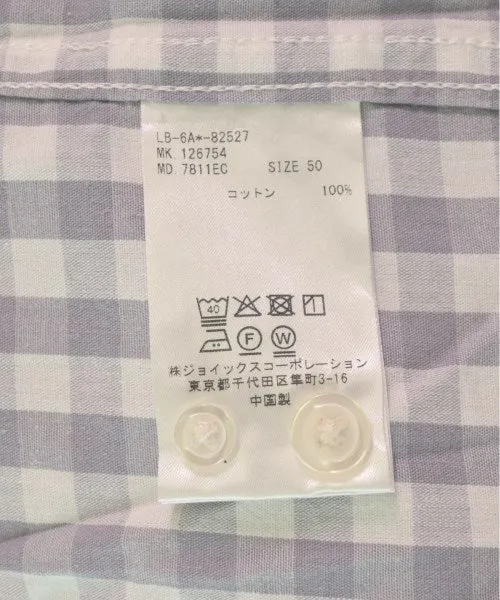 LB-6A*-82527
MK 126754
MD. 7811EC SIZE 50
コットン 100%
40
F W
株ジョイックスコーポレーション
東京都千代田区隼町3-16
中国製